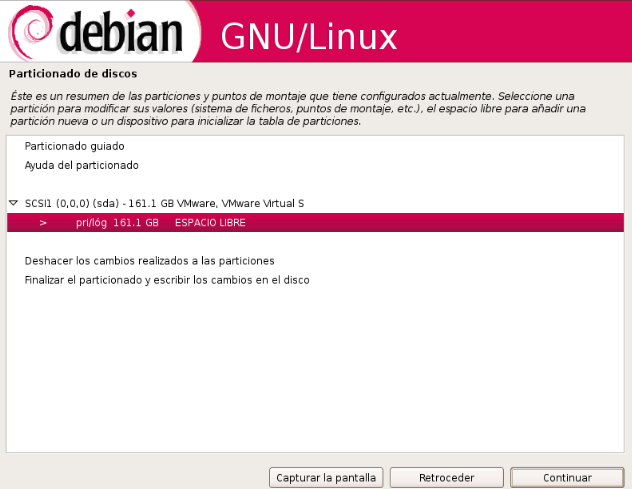 debian GNU/Linux
Particionado de discos
Éste es un resumen de las particiones y puntos de montaje que tiene configurados actualmente. Seleccione una
partición para modificar sus valores (sistema de ficheros, puntos de montaje, etc.), el espacio libre para añadir una
partición nueva o un dispositivo para inicializar la tabla de particiones.
Particionado guiado
Ayuda del particionado
SCSI1 (0,0,0) (sda) - 161.1 GB VMware, VMware Virtual S
> pri/lóg 161.1 GB ESPACIO LIBRE
Deshacer los cambios realizados a las particiones
Finalizar el particionado y escribir los cambios en el disco
Capturar la pantalla Retroceder Continuar